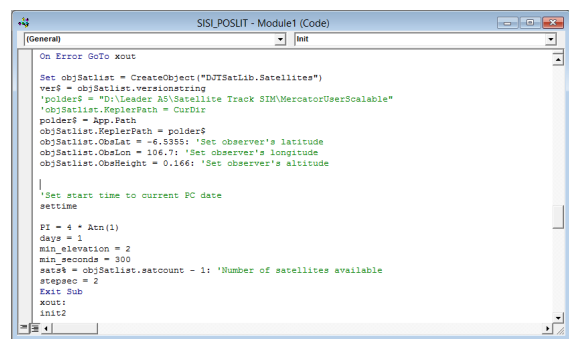 SISI_POSLIT - Module1 (Code)
(General) Init
On Error GoTo xout
Set objSatlist = CreateObject("DJTSatLib.Satellites")
ver$ = objSatlist.versionstring
'polder$ = "D:\Leader A5\Satellite Track SIM\MercatorUserScalable"
'objSatlist.KeplerPath = CurDir
polder$ = App.Path
objSatlist.KeplerPath = polder$
objSatlist.ObsLat = -6.5355: 'Set observer's latitude
objSatlist.ObsLon = 106.7: 'Set observer's longitude
objSatlist.ObsHeight = 0.166: 'Set observer's altitude
'Set start time to current PC date
settime
PI = 4 * Atn(1)
days = 1
min_elevation = 2
min_seconds = 300
sats% = objSatlist.satcount - 1: 'Number of satellites available
stepsec = 2
Exit Sub
xout:
init2